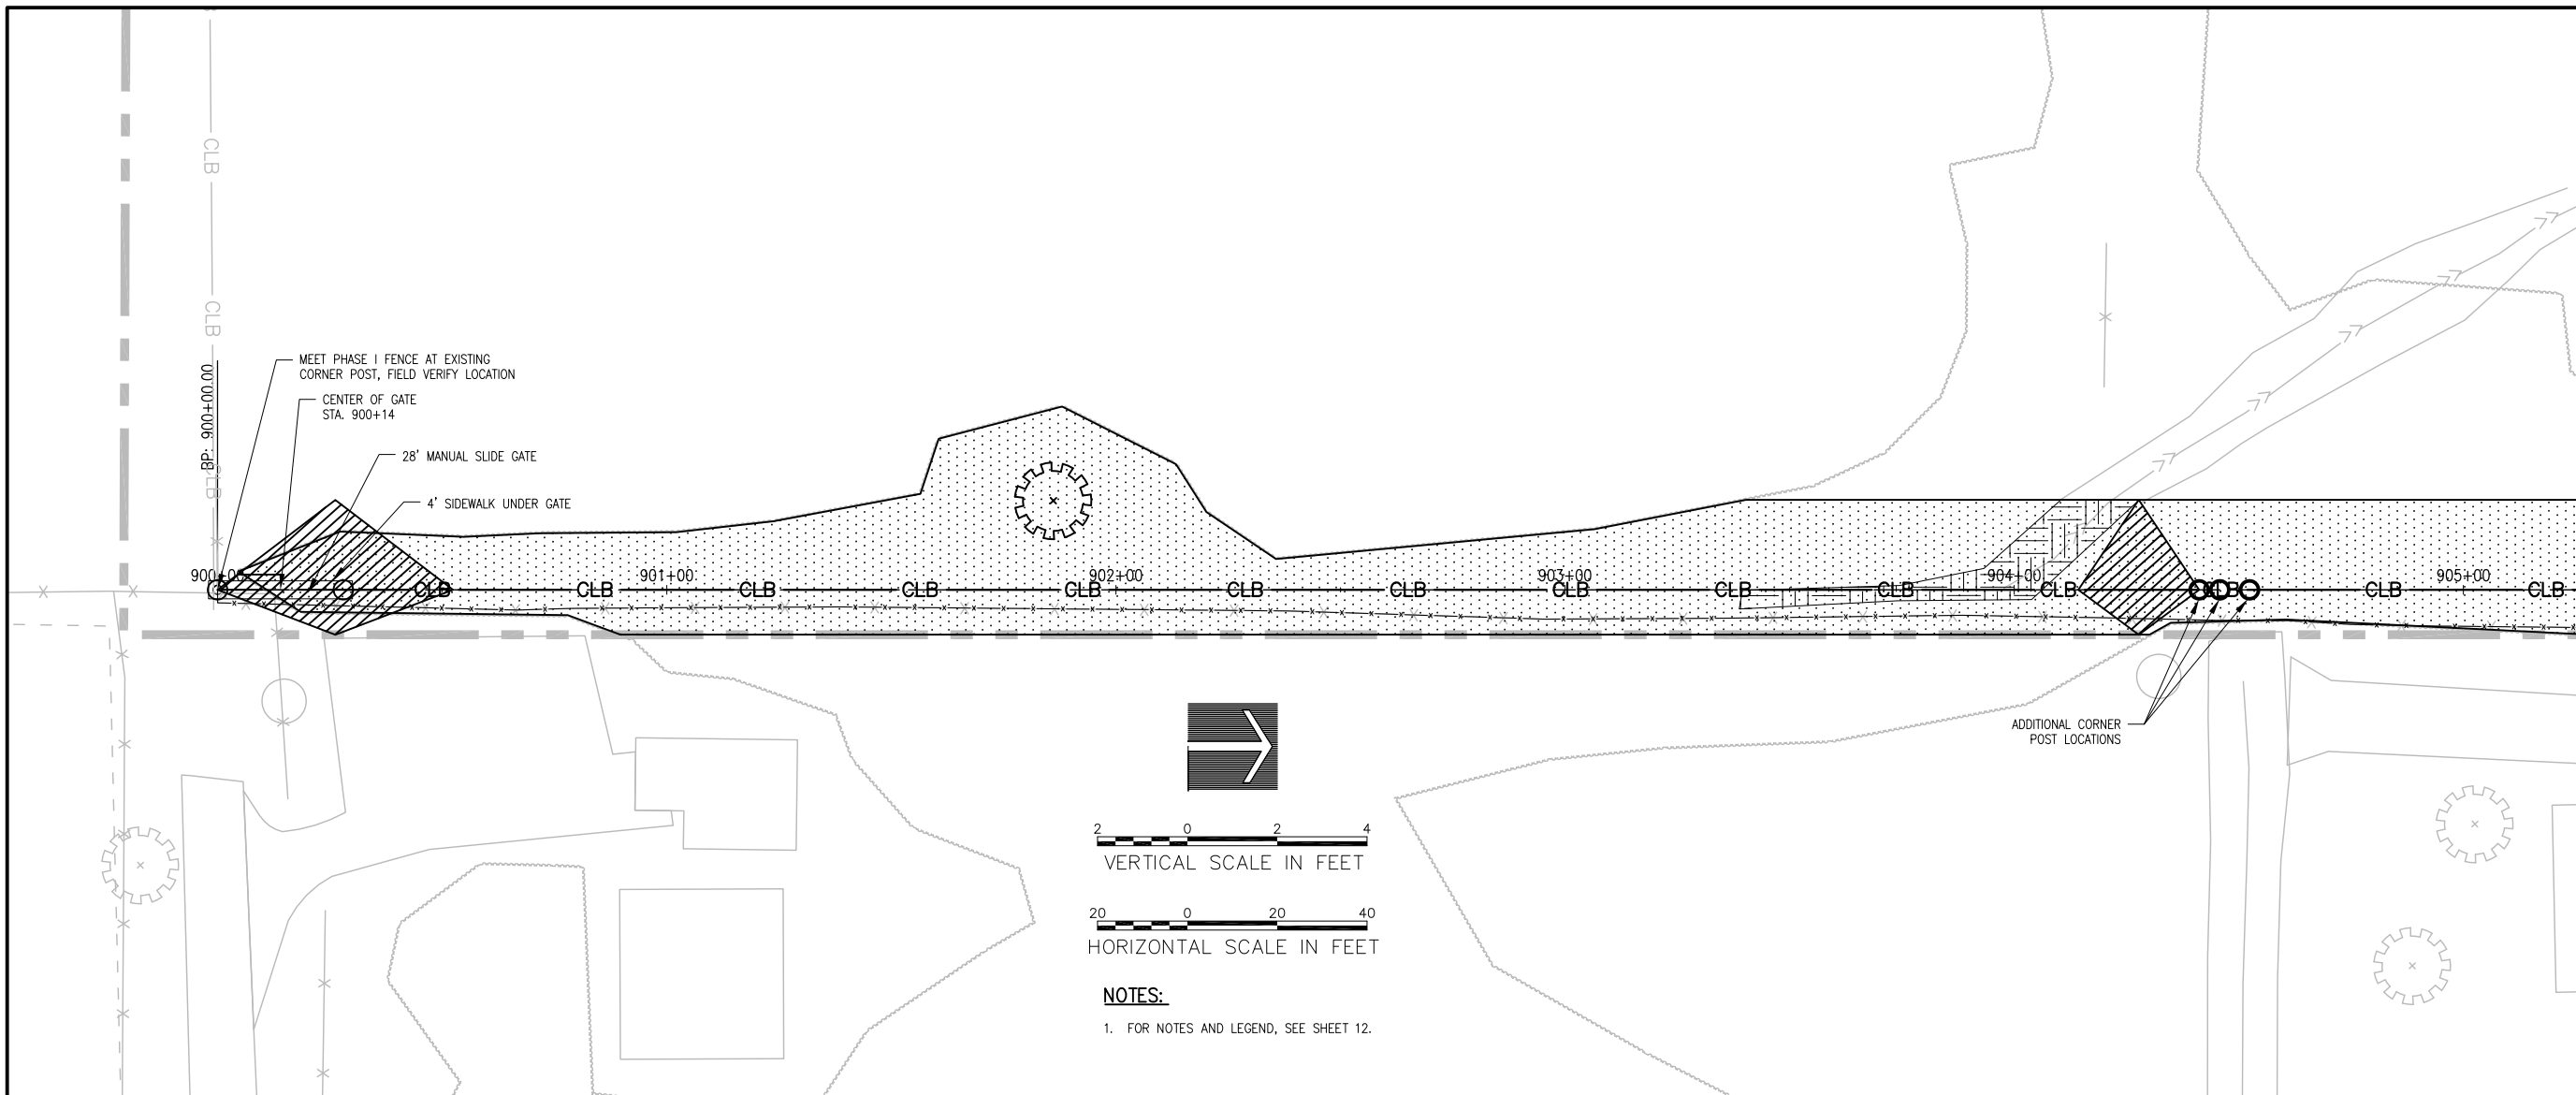 CLB
CLB
CLB
BP: 900+00.00
MEET PHASE I FENCE AT EXISTING
CORNER POST, FIELD VERIFY LOCATION
CENTER OF GATE
STA. 900+14
28' MANUAL SLIDE GATE
4' SIDEWALK UNDER GATE
900+00 901+00 902+00 903+00 904+00 905+00
CLB CLB CLB CLB CLB CLB CLB CLB CLB CLB CLB CLB CLB CLB
ADDITIONAL CORNER
POST LOCATIONS
2 0 2 4
VERTICAL SCALE IN FEET
20 0 20 40
HORIZONTAL SCALE IN FEET
NOTES:
1. FOR NOTES AND LEGEND, SEE SHEET 12.